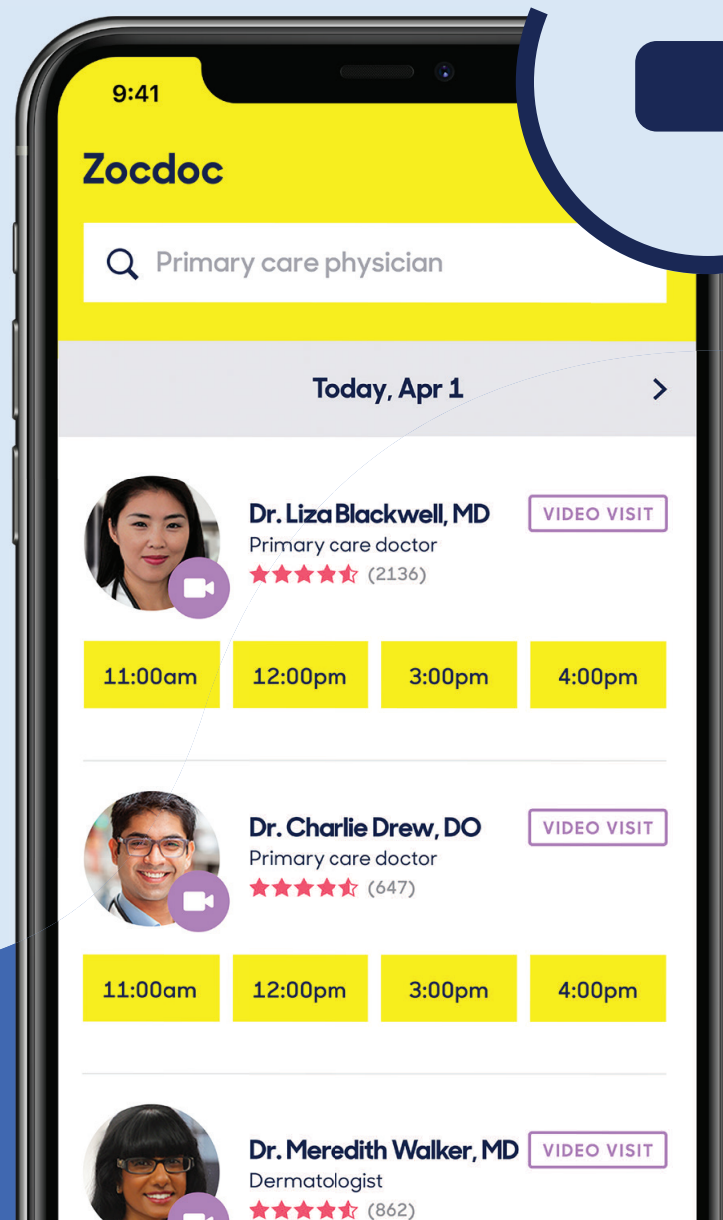 9:41
Zocdoc
Primary care physician
Today, Apr 1
Dr. Liza Blackwell, MD
VIDEO VISIT
Primary care doctor
(2136)
11:00am 12:00pm 3:00pm 4:00pm
Dr. Charlie Drew, DO
VIDEO VISIT
Primary care doctor
(647)
11:00am 12:00pm 3:00pm 4:00pm
Dr. Meredith Walker, MD
VIDEO VISIT
Dermatologist
(862)